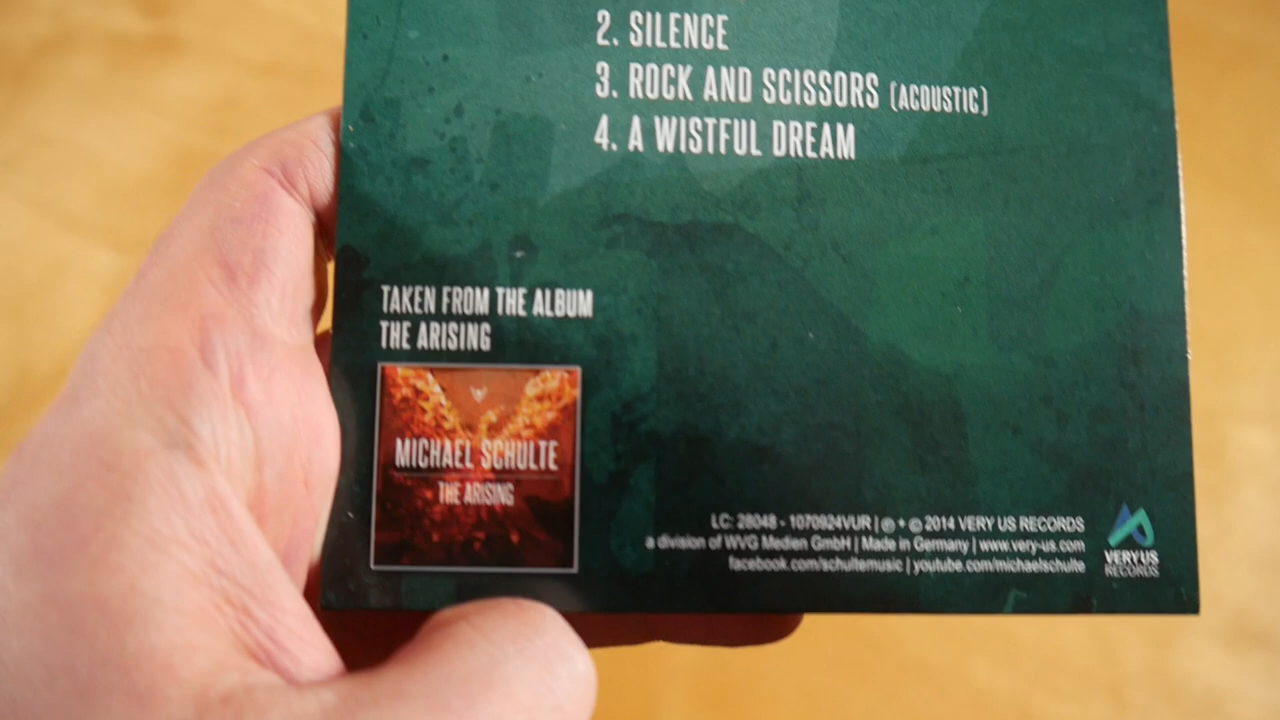 2. SILENCE
3. ROCK AND SCISSORS (ACOUSTIC)
4. A WISTFUL DREAM
TAKEN FROM THE ALBUM
THE ARISING
MICHAEL SCHULTE
THE ARISING
LC: 28048 - 1070924VUR | ℗ + © 2014 VERY US RECORDS
a division of WVG Medien GmbH | Made in Germany | www.very-us.com
facebook.com/schultemusic | youtube.com/michaelschulte
VERY US
RECORDS